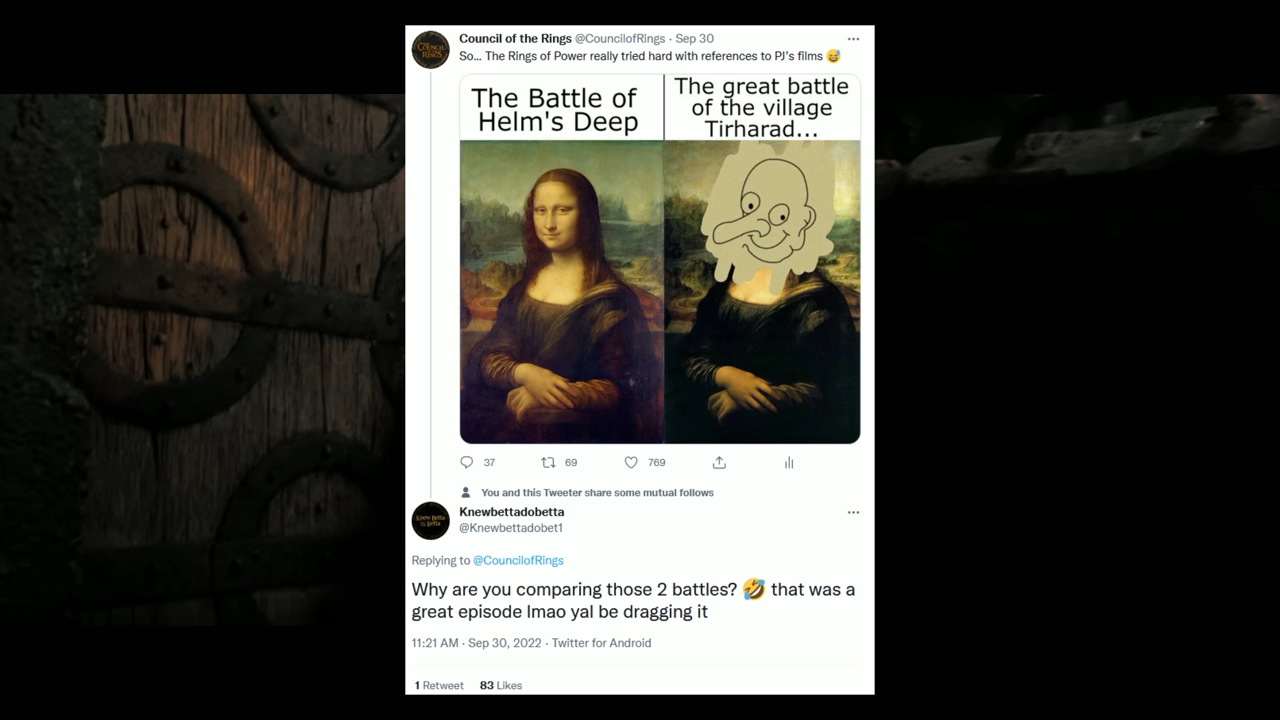 Council of the Rings @CouncilofRings · Sep 30
So... The Rings of Power really tried hard with references to PJ's films 😅
The Battle of
Helm's Deep
The great battle
of the village
Tirharad...
37 69 769
You and this Tweeter share some mutual follows
Knewbettadobetta
@Knewbettadobet1
Replying to @CouncilofRings
Why are you comparing those 2 battles? 🤣 that was a
great episode lmao yal be dragging it
11:21 AM · Sep 30, 2022 · Twitter for Android
1 Retweet 83 Likes